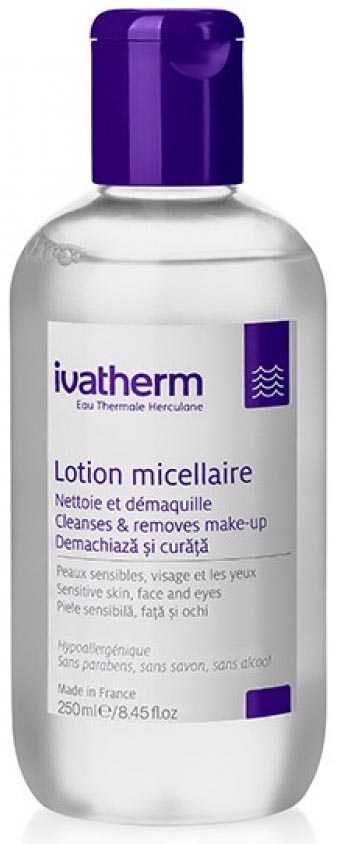 ivatherm
Eau Thermale Herculane
Lotion micellaire
Nettoie et démaquille
Cleanses & removes make-up
Demachiază și curăță
Peaux sensibles, visage et les yeux
Sensitive skin, face and eyes
Piele sensibilă, față și ochi
Hypoallergénique
Sans parabens, sans savon, sans alcool
Made in France
250ml℮/8.45fl.oz